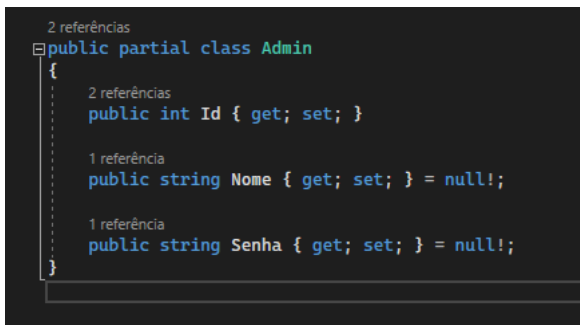 2 referências
public partial class Admin
{
2 referências
public int Id { get; set; }
1 referência
public string Nome { get; set; } = null!;
1 referência
public string Senha { get; set; } = null!;
}